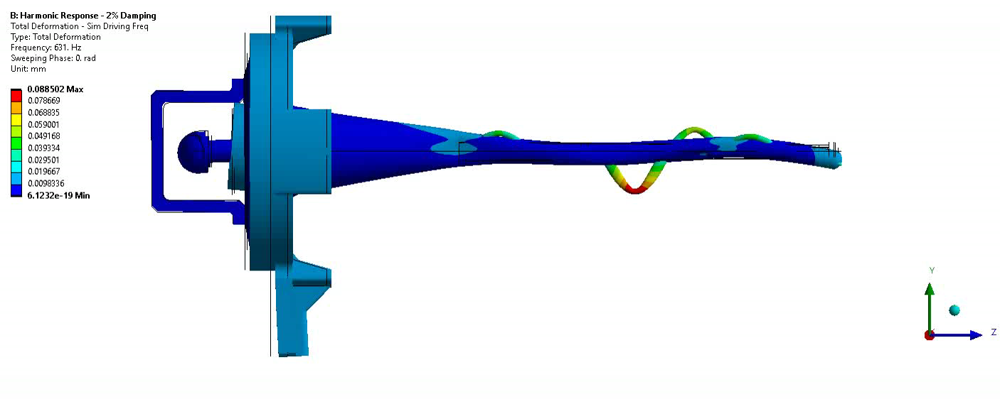 B: Harmonic Response - 2% Damping
Total Deformation - Sim Driving Freq
Type: Total Deformation
Frequency: 631. Hz
Sweeping Phase: 0. rad
Unit: mm
0.088502 Max
0.078669
0.068835
0.059001
0.049168
0.039334
0.029501
0.019667
0.0098336
6.1232e-19 Min
Y
Z